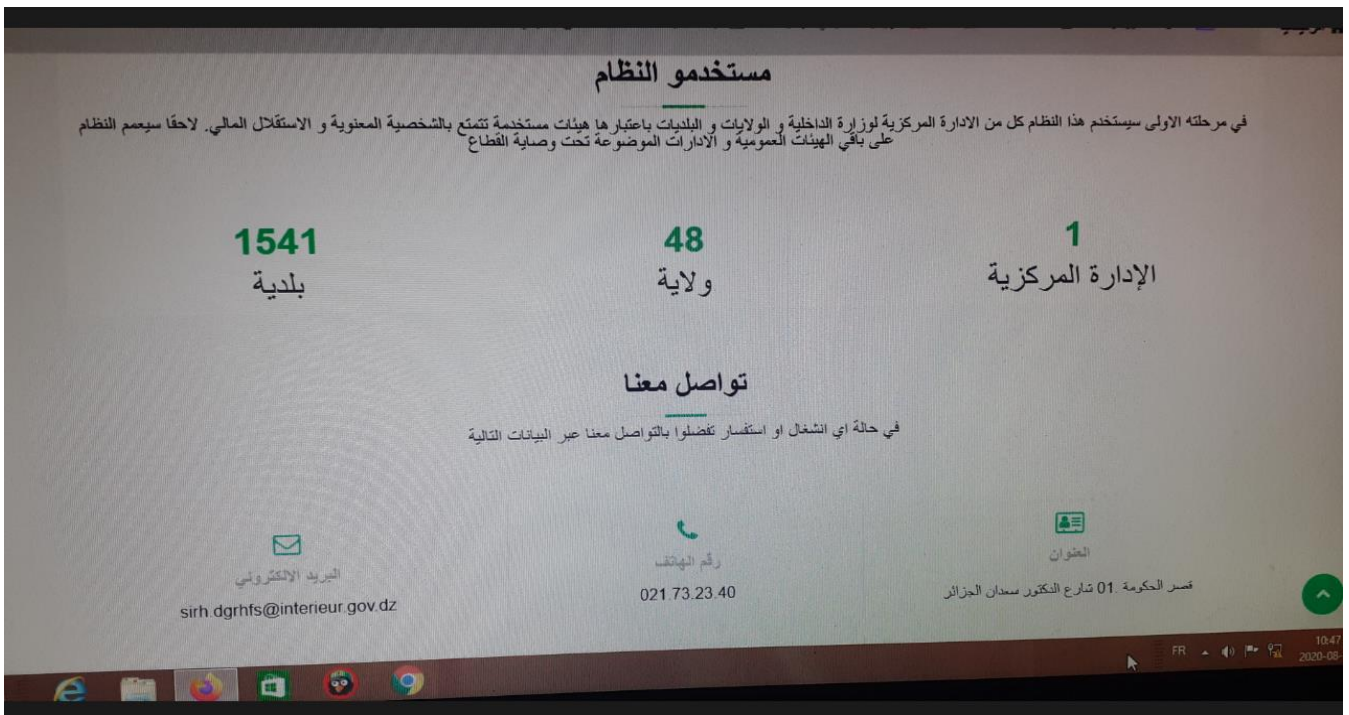 مستخدمو النظام
في مرحلته الاولى سيستخدم هذا النظام كل من الادارة المركزية لوزارة الداخلية و الولايات و البلديات باعتبارها هيئات مستخدمة تتمتع بالشخصية المعنوية و الاستقلال المالي. لاحقا سيعمم النظام
على باقي الهيئات العمومية و الادارات الموضوعة تحت وصاية القطاع
1
الإدارة المركزية
48
ولاية
1541
بلدية
تواصل معنا
في حالة اي انشغال او استفسار تفضلوا بالتواصل معنا عبر البيانات التالية
العنوان
قصر الحكومة .01 شارع الدكتور سعدان الجزائر
رقم الهاتف
021.73.23.40
البريد الالكتروني
sirh.dgrhfs@interieur.gov.dz
FR
10:47
2020-08-